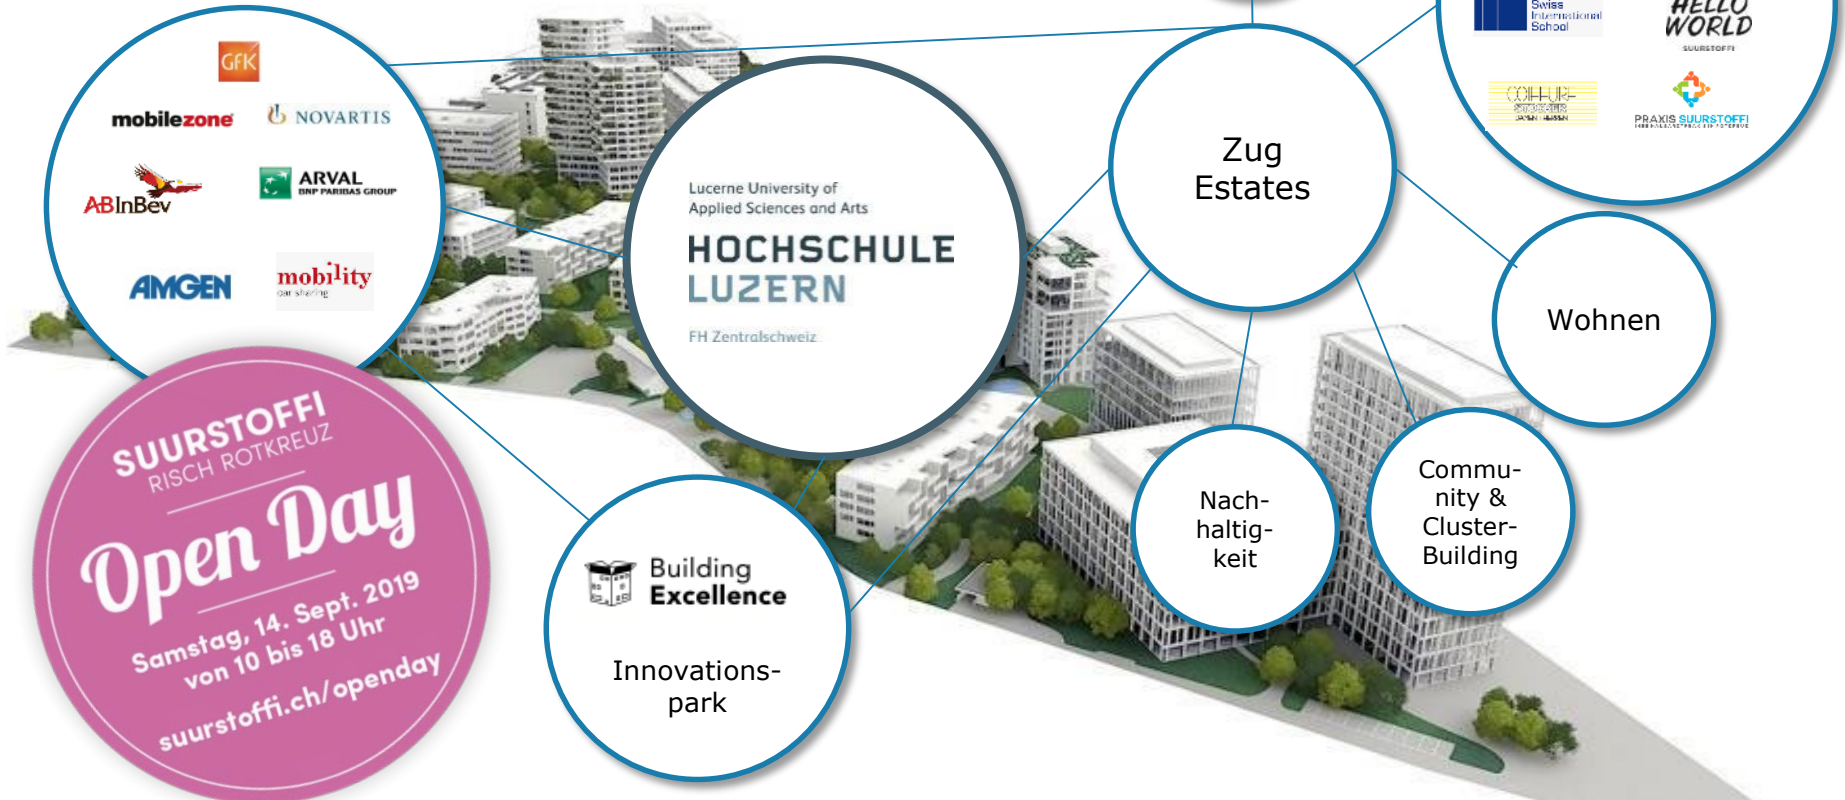 GfK
mobilezone
NOVARTIS
ABInBev
ARVAL
BNP PARIBAS GROUP
AMGEN
mobility
car sharing
SUURSTOFFI
RISCH ROTKREUZ
Open Day
Samstag, 14. Sept. 2019
von 10 bis 18 Uhr
suurstoffi.ch/openday
Lucerne University of
Applied Sciences and Arts
HOCHSCHULE
LUZERN
FH Zentralschweiz
Building
Excellence
Innovations-
park
Zug
Estates
Swiss
International
School
HELLO
WORLD
SUURSTOFFI
COIFFURE
DAMEN HERREN
PRAXIS SUURSTOFFI
Wohnen
Nach-
haltig-
keit
Commu-
nity &
Cluster-
Building